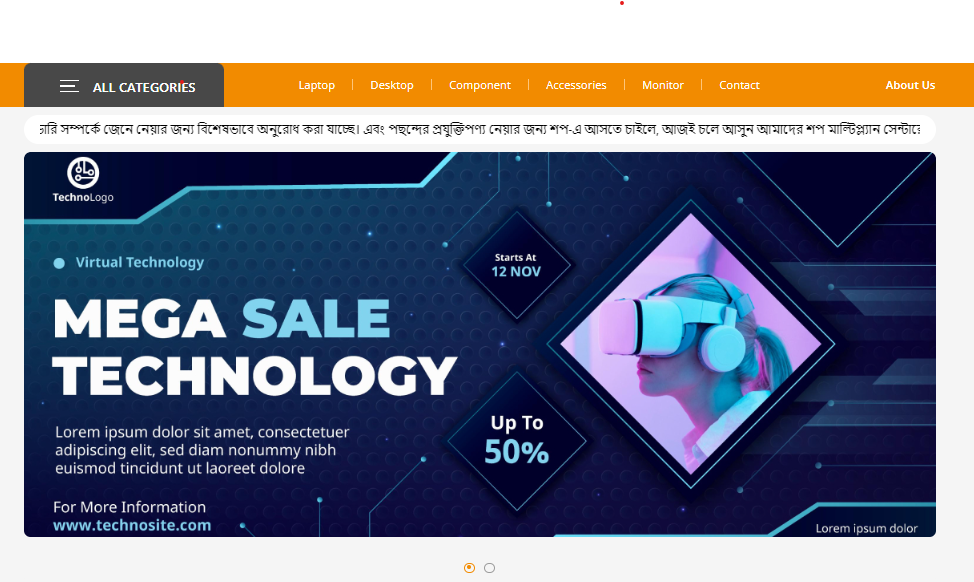 ALL CATEGORIES
Laptop
Desktop
Component
Accessories
Monitor
Contact
About Us
সম্পর্কে জেনে নেয়ার জন্য বিশেষভাবে অনুরোধ করা যাচ্ছে। এবং পছন্দের প্রযুক্তিপণ্য নেয়ার জন্য শপ-এ আসতে চাইলে, আজই চলে আসুন আমাদের শপ মাল্টিপ্ল্যান
TechnoLogo
Virtual Technology
MEGA SALE
TECHNOLOGY
Lorem ipsum dolor sit amet, consectetuer
adipiscing elit, sed diam nonummy nibh
euismod tincidunt ut laoreet dolore
For More Information
www.technosite.com
Starts At
12 NOV
Up To
50%
Lorem ipsum dolor